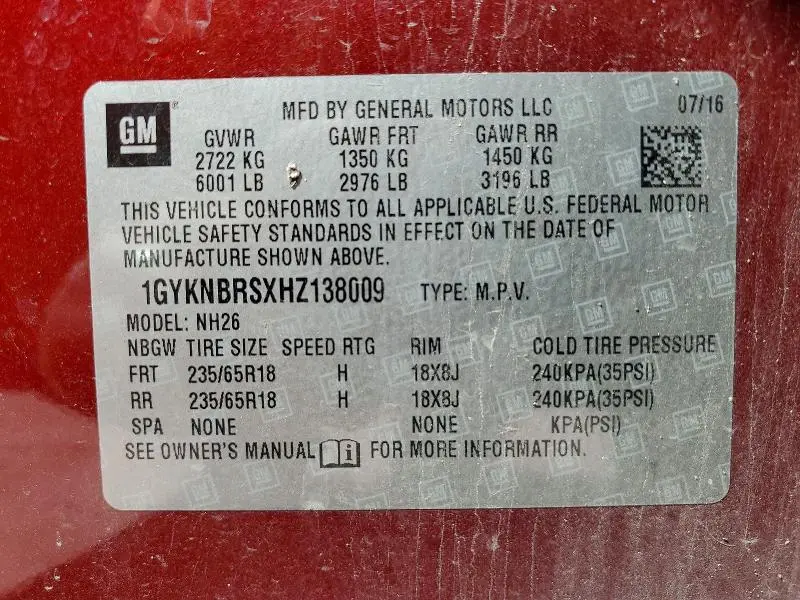 GM
MFD BY GENERAL MOTORS LLC 07/16
GVWR GAWR FRT GAWR RR
2722 KG 1350 KG 1450 KG
6001 LB 2976 LB 3196 LB
THIS VEHICLE CONFORMS TO ALL APPLICABLE U.S. FEDERAL MOTOR
VEHICLE SAFETY STANDARDS IN EFFECT ON THE DATE OF
MANUFACTURE SHOWN ABOVE.
1GYKNBRSXHZ138009 TYPE: M.P.V.
MODEL: NH26
NBGW TIRE SIZE SPEED RTG RIM COLD TIRE PRESSURE
FRT 235/65R18 H 18X8J 240KPA(35PSI)
RR 235/65R18 H 18X8J 240KPA(35PSI)
SPA NONE NONE KPA(PSI)
SEE OWNER'S MANUAL FOR MORE INFORMATION.